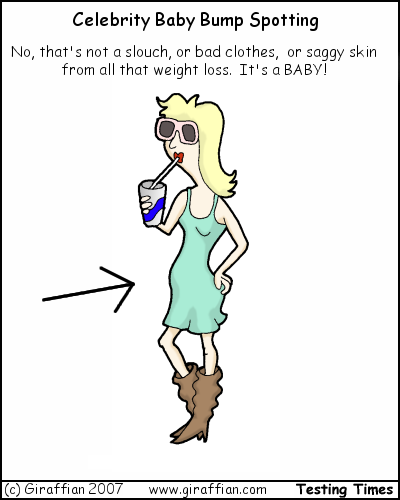 Celebrity Baby Bump Spotting
No, that's not a slouch, or bad clothes, or saggy skin
from all that weight loss. It's a BABY!
(c) Giraffian 2007 www.giraffian.com Testing Times